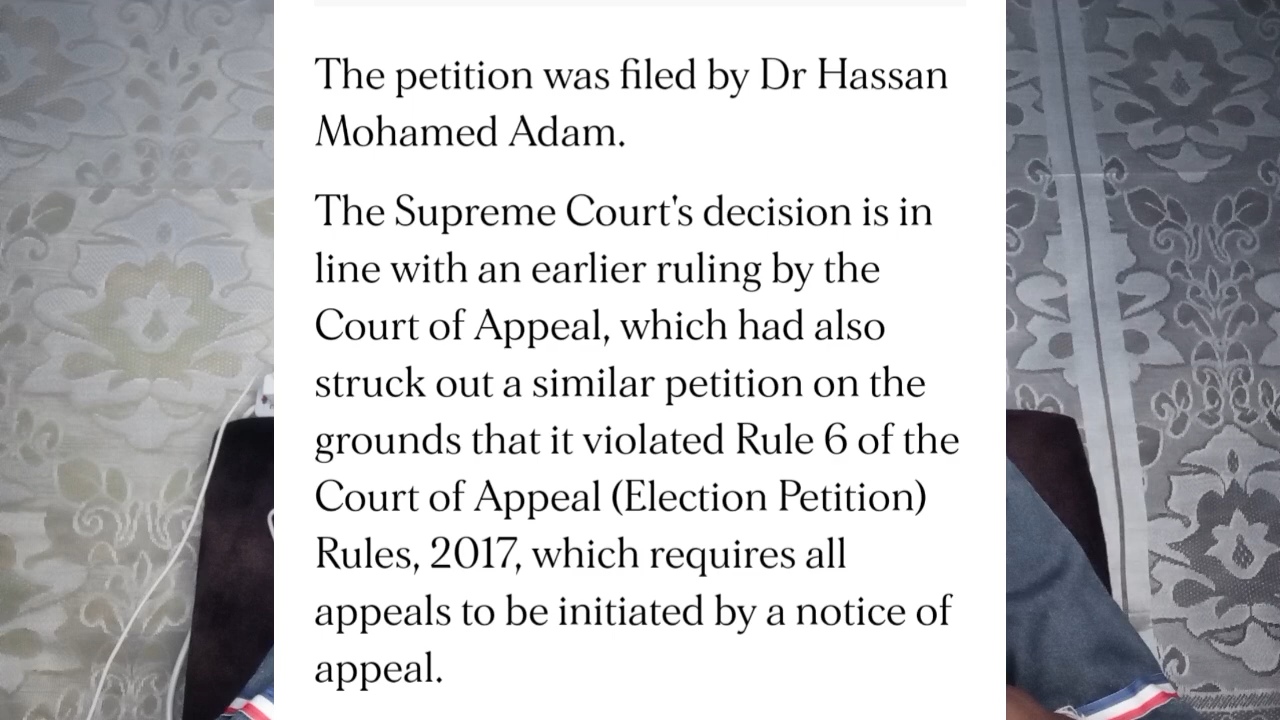 The petition was filed by Dr Hassan
Mohamed Adam.
The Supreme Court's decision is in
line with an earlier ruling by the
Court of Appeal, which had also
struck out a similar petition on the
grounds that it violated Rule 6 of the
Court of Appeal (Election Petition)
Rules, 2017, which requires all
appeals to be initiated by a notice of
appeal.